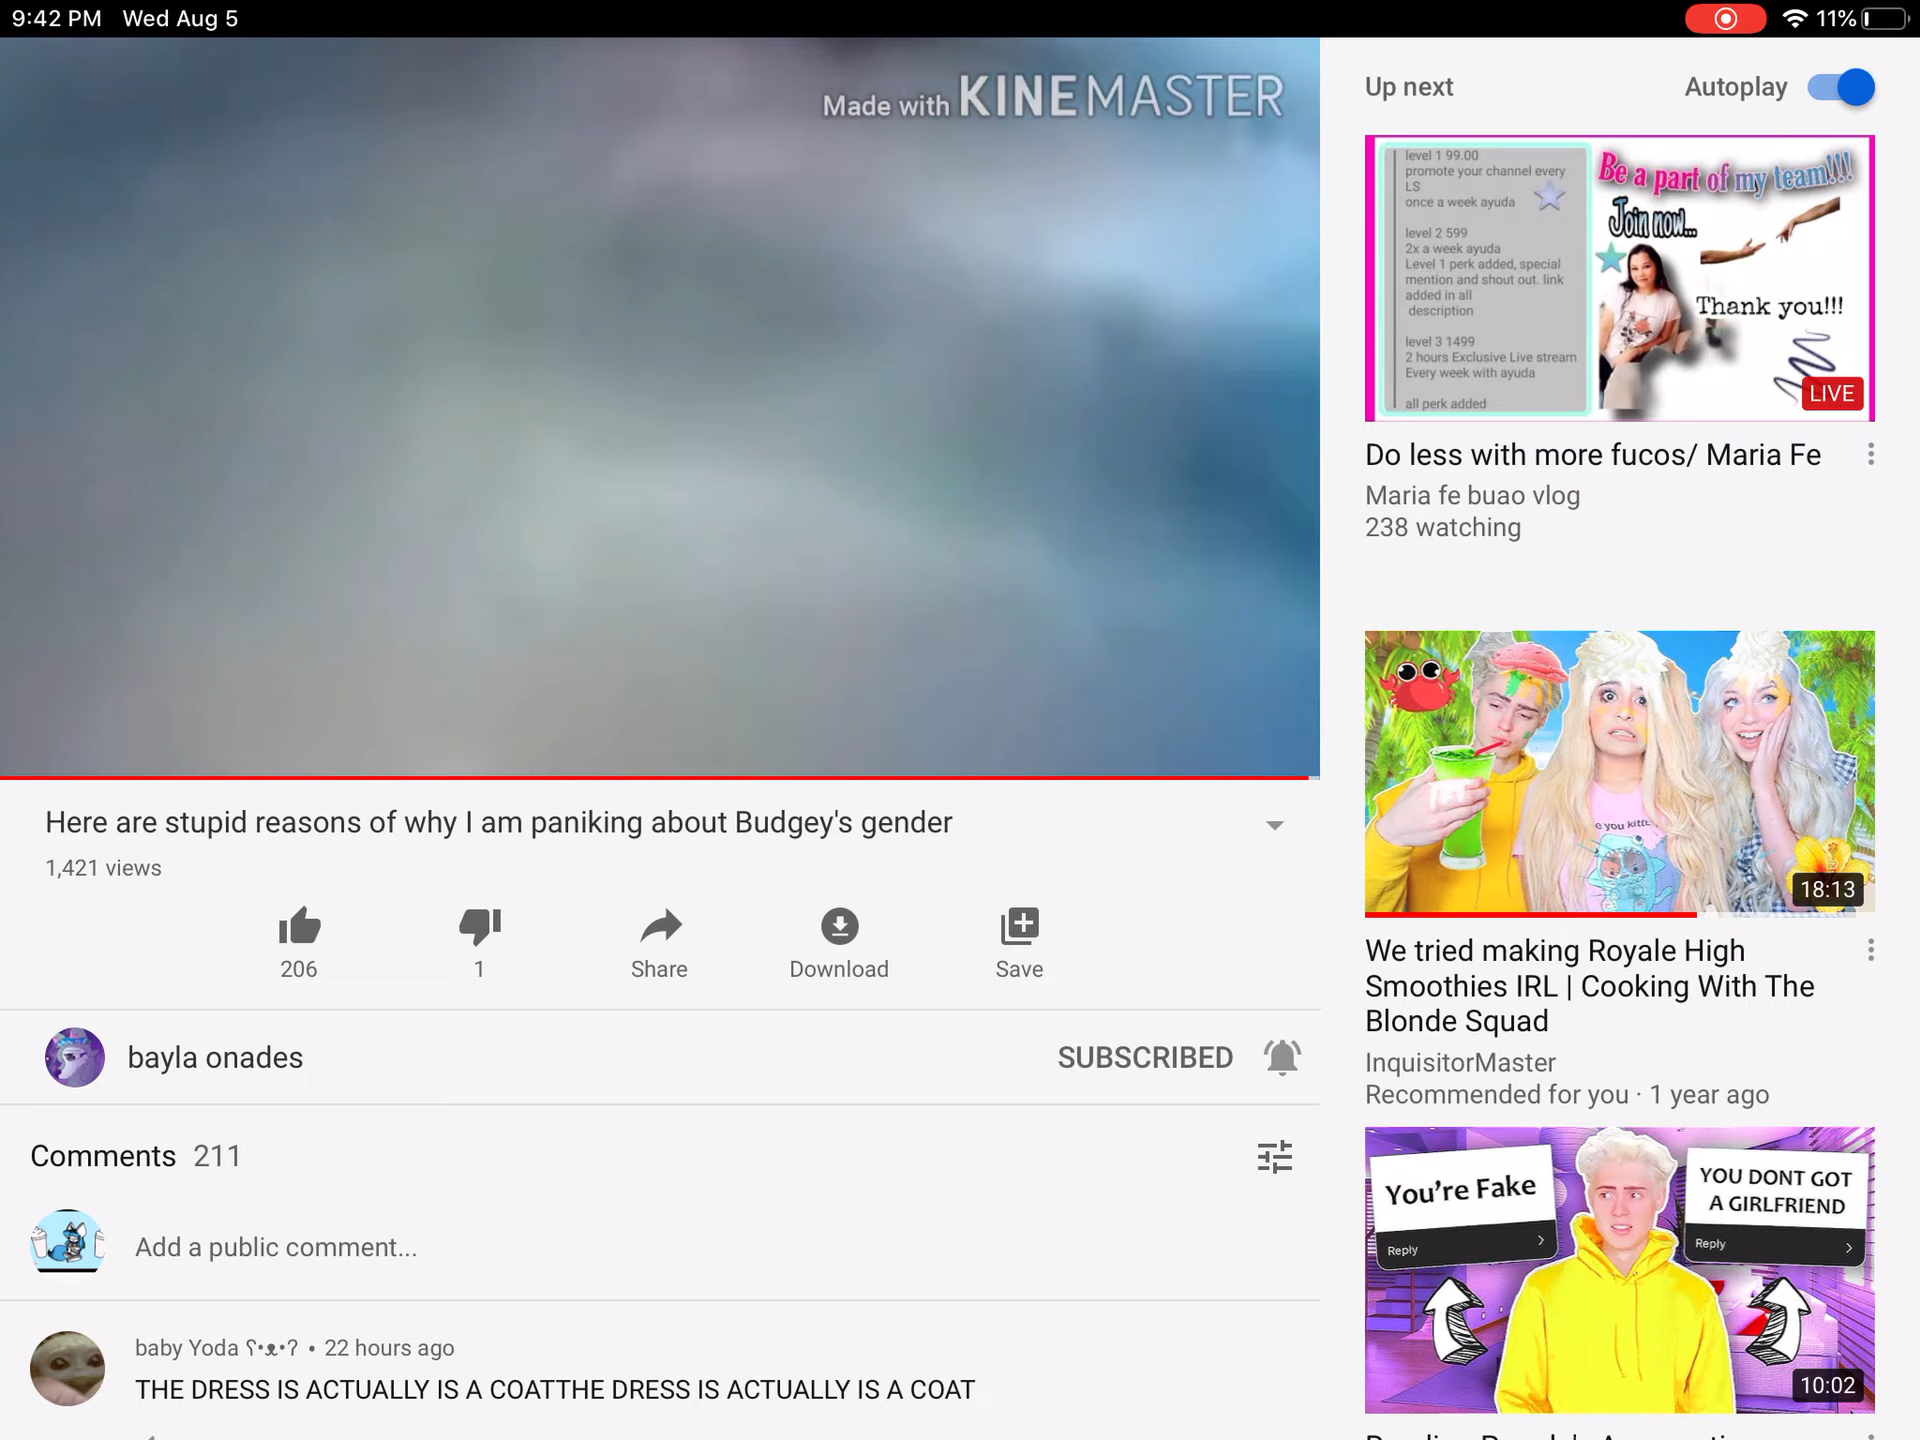 9:42 PM Wed Aug 5
11%
Made with KINEMASTER
Here are stupid reasons of why I am paniking about Budgey's gender
1,421 views
206
1
Share
Download
Save
bayla onades
SUBSCRIBED
Comments 211
Add a public comment...
baby Yoda ʕ•ᴥ•ʔ • 22 hours ago
THE DRESS IS ACTUALLY IS A COATTHE DRESS IS ACTUALLY IS A COAT
Up next
Autoplay
level 1 99.00
promote your channel every
LS
once a week ayuda
level 2 599
2x a week ayuda
Level 1 perk added, special
mention and shout out. link
added in all
description
level 3 1499
2 hours Exclusive Live stream
Every week with ayuda
all perk added
Be a part of my team!!!
Join now...
Thank you!!!
LIVE
Do less with more fucos/ Maria Fe
Maria fe buao vlog
238 watching
18:13
We tried making Royale High
Smoothies IRL | Cooking With The
Blonde Squad
InquisitorMaster
Recommended for you · 1 year ago
You're Fake
Reply
YOU DONT GOT
A GIRLFRIEND
Reply
10:02